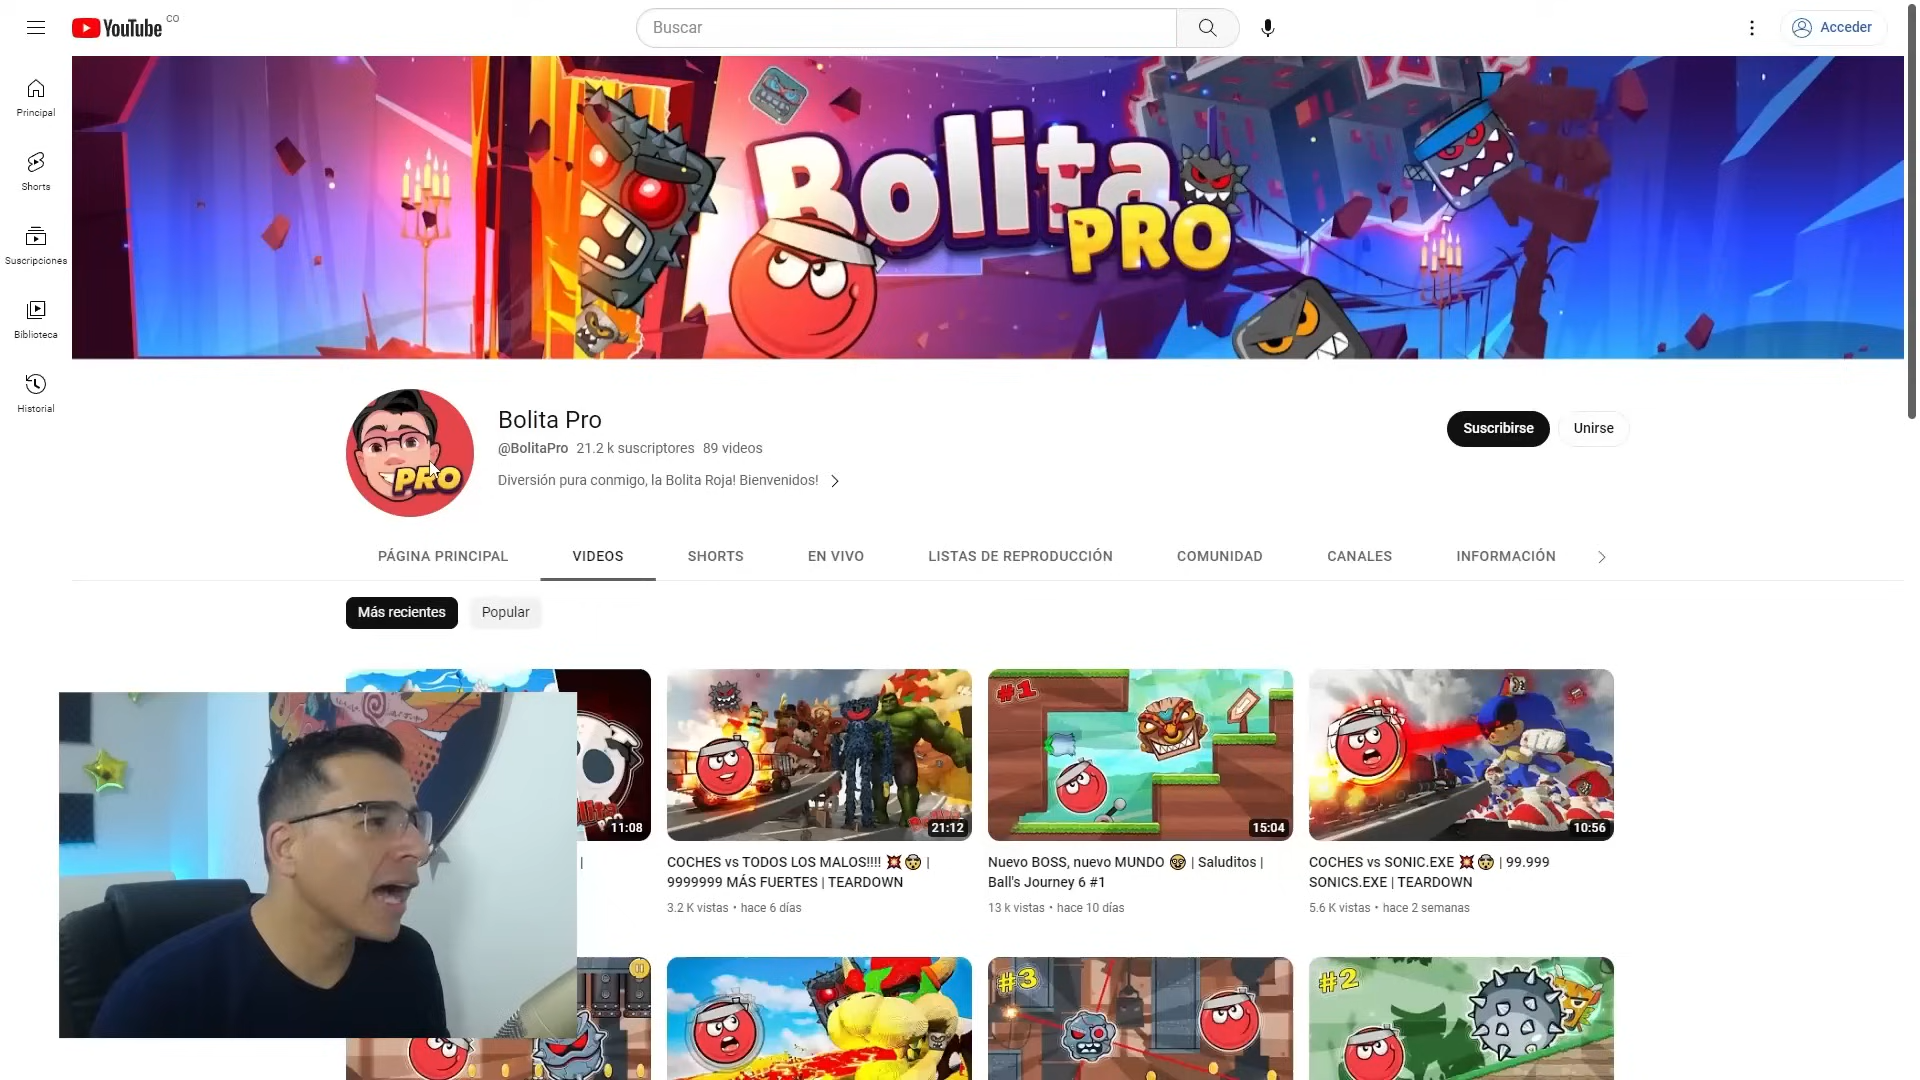 YouTube CO
Buscar
Acceder
Principal
Shorts
Suscripciones
Biblioteca
Historial
Bolita
PRO
PRO
Bolita Pro
@BolitaPro 21.2 k suscriptores 89 videos
Diversión pura conmigo, la Bolita Roja! Bienvenidos!
Suscribirse
Unirse
PÁGINA PRINCIPAL
VIDEOS
SHORTS
EN VIVO
LISTAS DE REPRODUCCIÓN
COMUNIDAD
CANALES
INFORMACIÓN
Más recientes
Popular
11:08
21:12
#1
15:04
10:56
|
COCHES vs TODOS LOS MALOS!!!! 💥🤯 |
9999999 MÁS FUERTES | TEARDOWN
3.2 K vistas • hace 6 días
Nuevo BOSS, nuevo MUNDO 🤯 | Saluditos |
Ball's Journey 6 #1
13 k vistas • hace 10 días
COCHES vs SONIC.EXE 💥🤯 | 99.999
SONICS.EXE | TEARDOWN
5.6 K vistas • hace 2 semanas
#3
#2